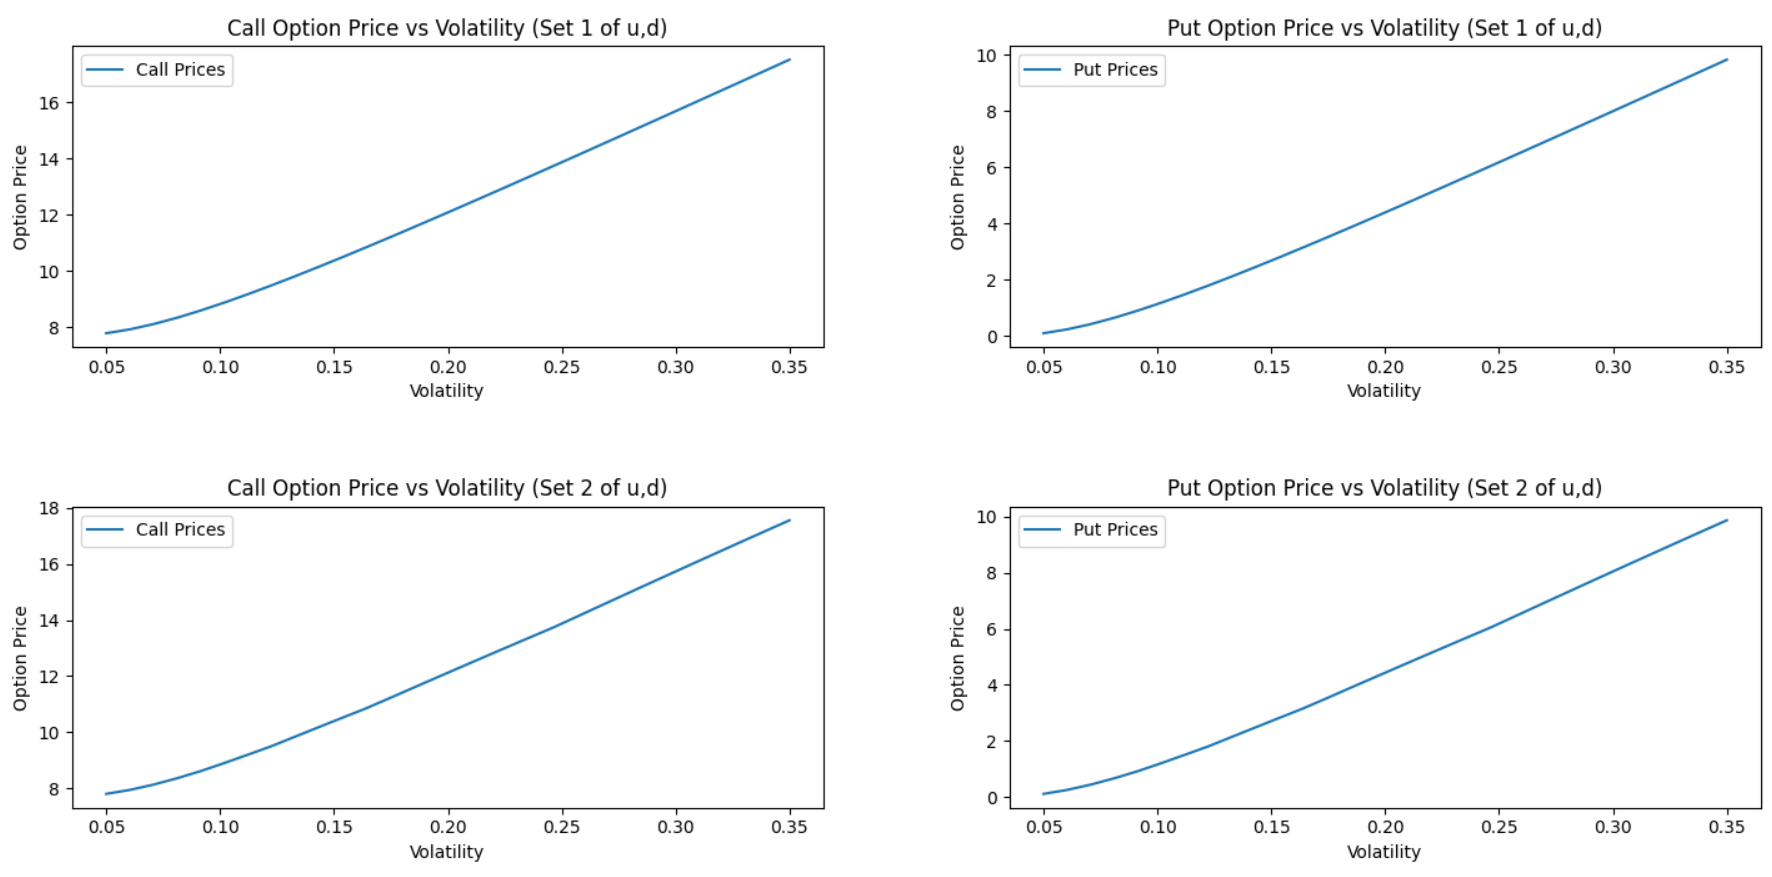 Call Option Price vs Volatility (Set 1 of u,d)
Call Prices
Option Price
16
14
12
10
8
0.05 0.10 0.15 0.20 0.25 0.30 0.35
Volatility
Put Option Price vs Volatility (Set 1 of u,d)
Put Prices
Option Price
10
8
6
4
2
0
0.05 0.10 0.15 0.20 0.25 0.30 0.35
Volatility
Call Option Price vs Volatility (Set 2 of u,d)
Call Prices
Option Price
18
16
14
12
10
8
0.05 0.10 0.15 0.20 0.25 0.30 0.35
Volatility
Put Option Price vs Volatility (Set 2 of u,d)
Put Prices
Option Price
10
8
6
4
2
0
0.05 0.10 0.15 0.20 0.25 0.30 0.35
Volatility